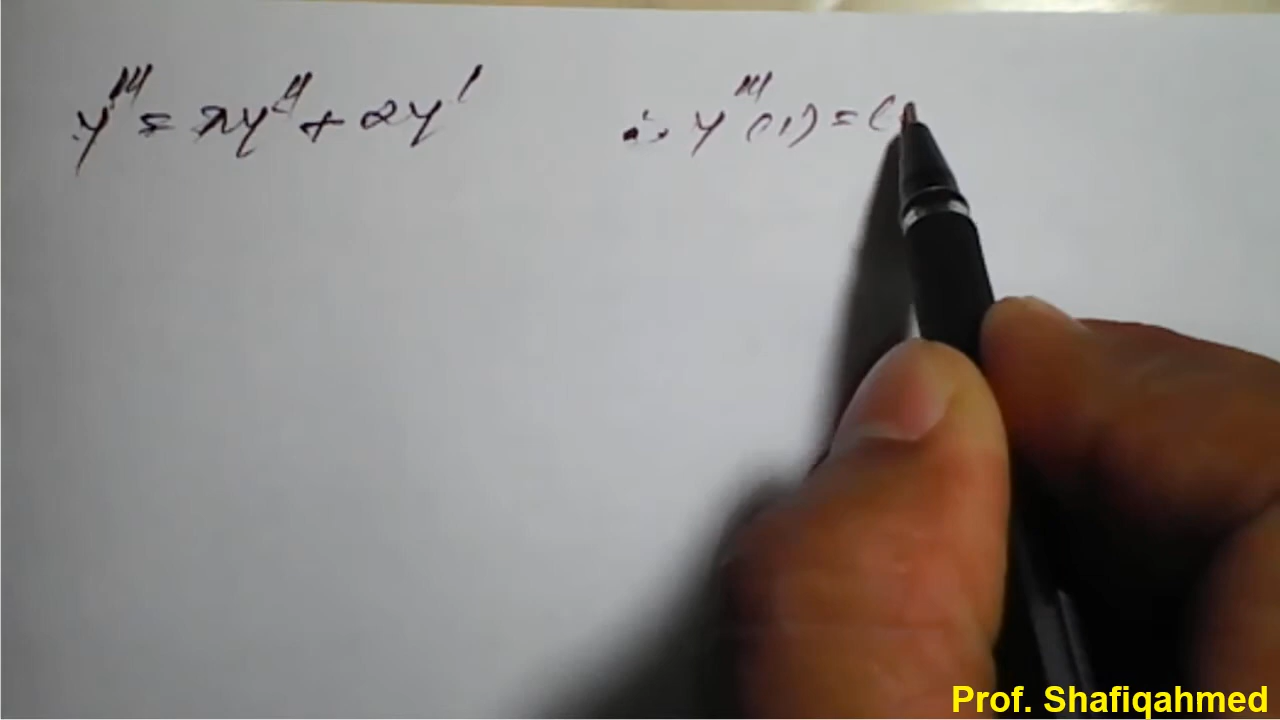 y''' = xy'' + 2y' ∴ y'''(1) = (
Prof. Shafiqahmed